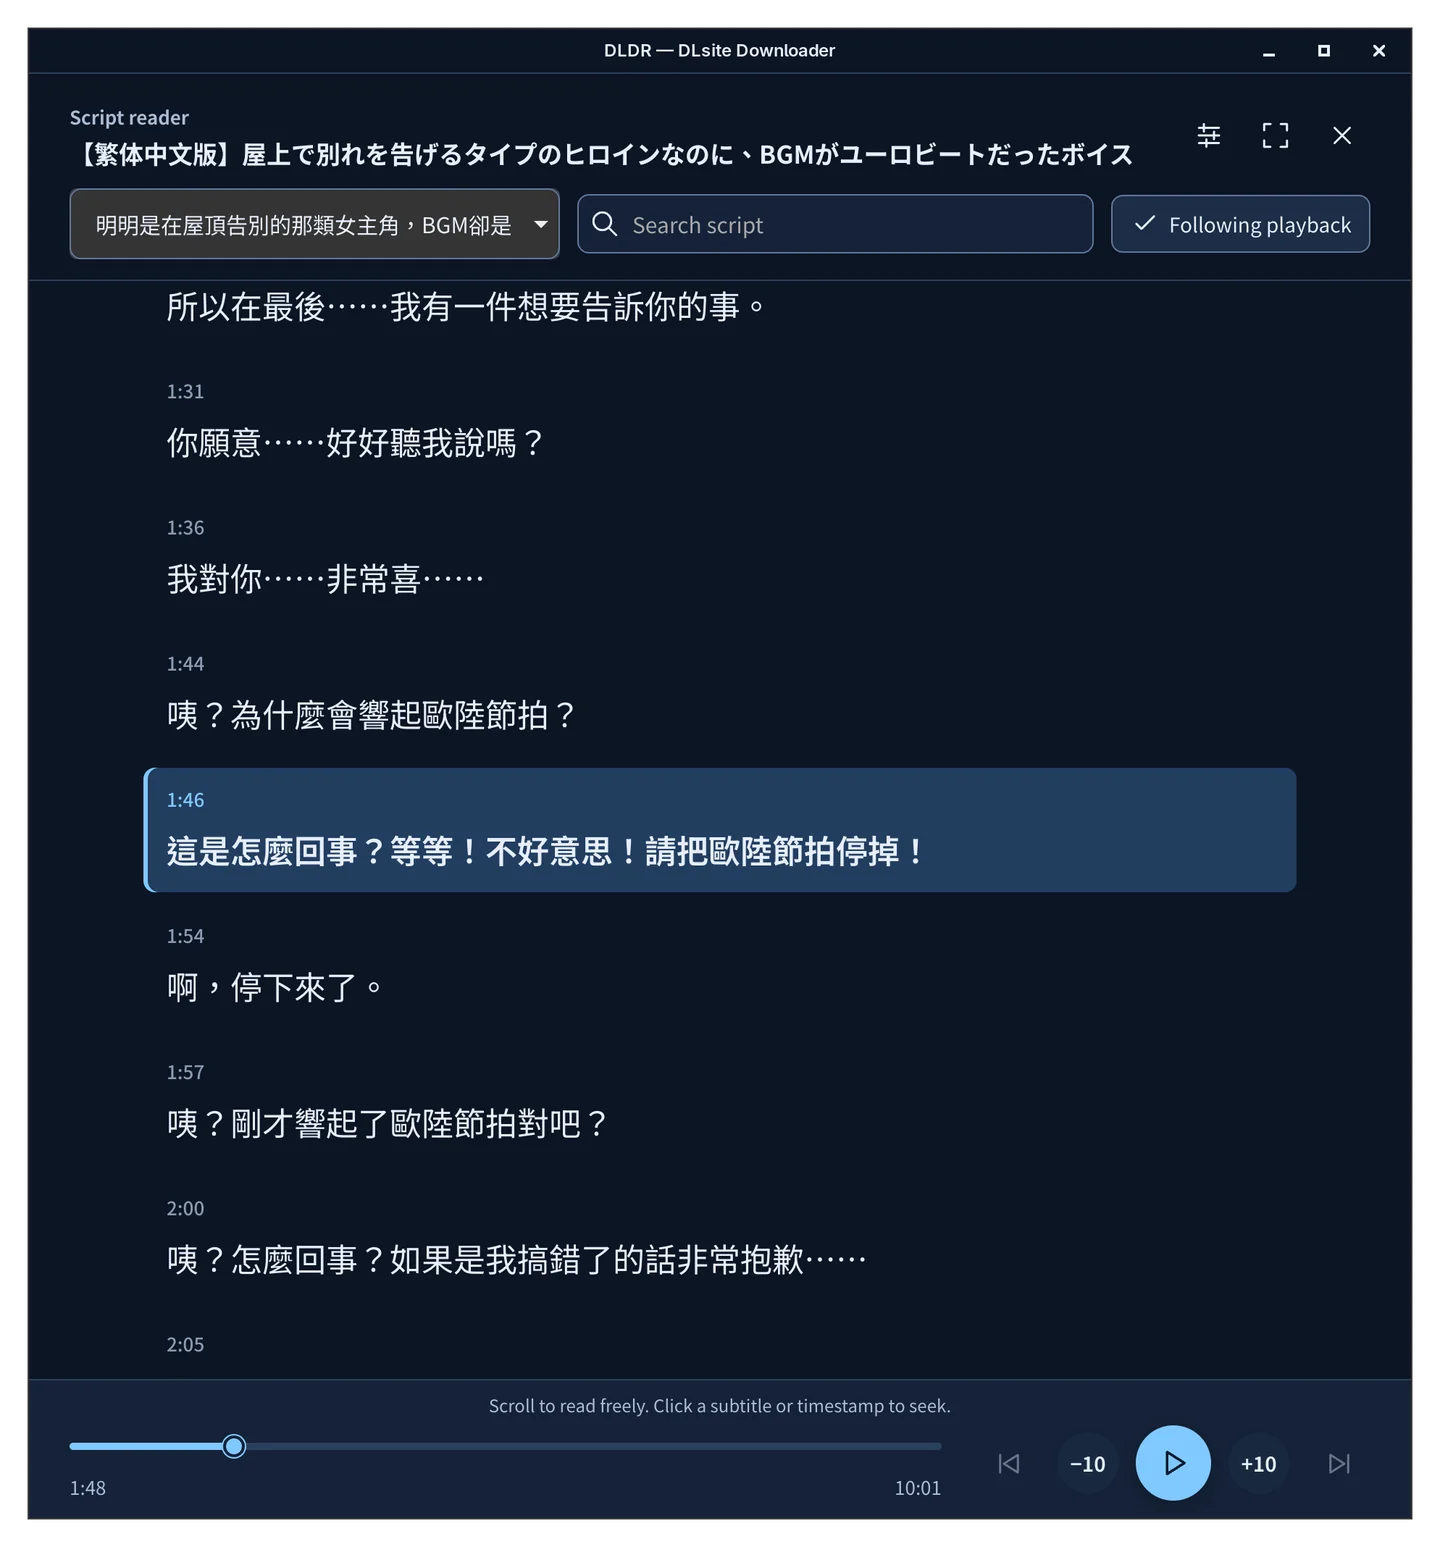 DLDR — DLsite Downloader
Script reader
【繁体中文版】屋上で別れを告げるタイプのヒロインなのに、BGMがユーロビートだったボイス
明明是在屋頂告別的那類女主角，BGM卻是
Search script
Following playback
所以在最後……我有一件想要告訴你的事。
1:31
你願意……好好聽我說嗎？
1:36
我對你……非常喜……
1:44
咦？為什麼會響起歐陸節拍？
1:46
這是怎麼回事？等等！不好意思！請把歐陸節拍停掉！
1:54
啊，停下來了。
1:57
咦？剛才響起了歐陸節拍對吧？
2:00
咦？怎麼回事？如果是我搞錯了的話非常抱歉……
2:05
Scroll to read freely. Click a subtitle or timestamp to seek.
1:48
10:01
−10
+10